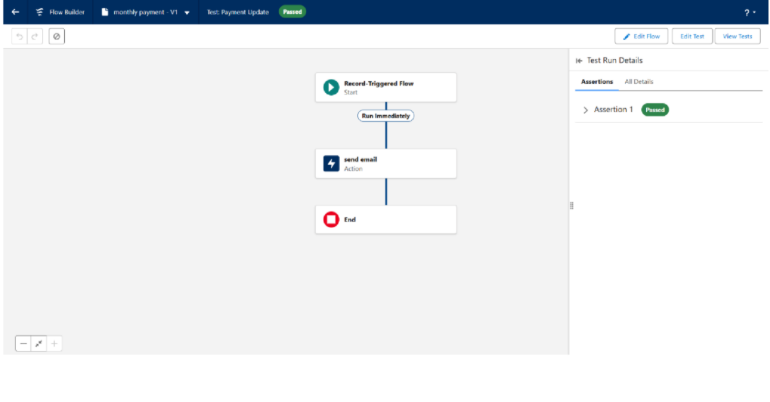 Flow Builder monthly payment - V1 Test: Payment Update Passed ?
Edit Flow Edit Test View Tests
Test Run Details
Assertions All Details
Assertion 1 Passed
Record-Triggered Flow
Start
Run Immediately
send email
Action
End